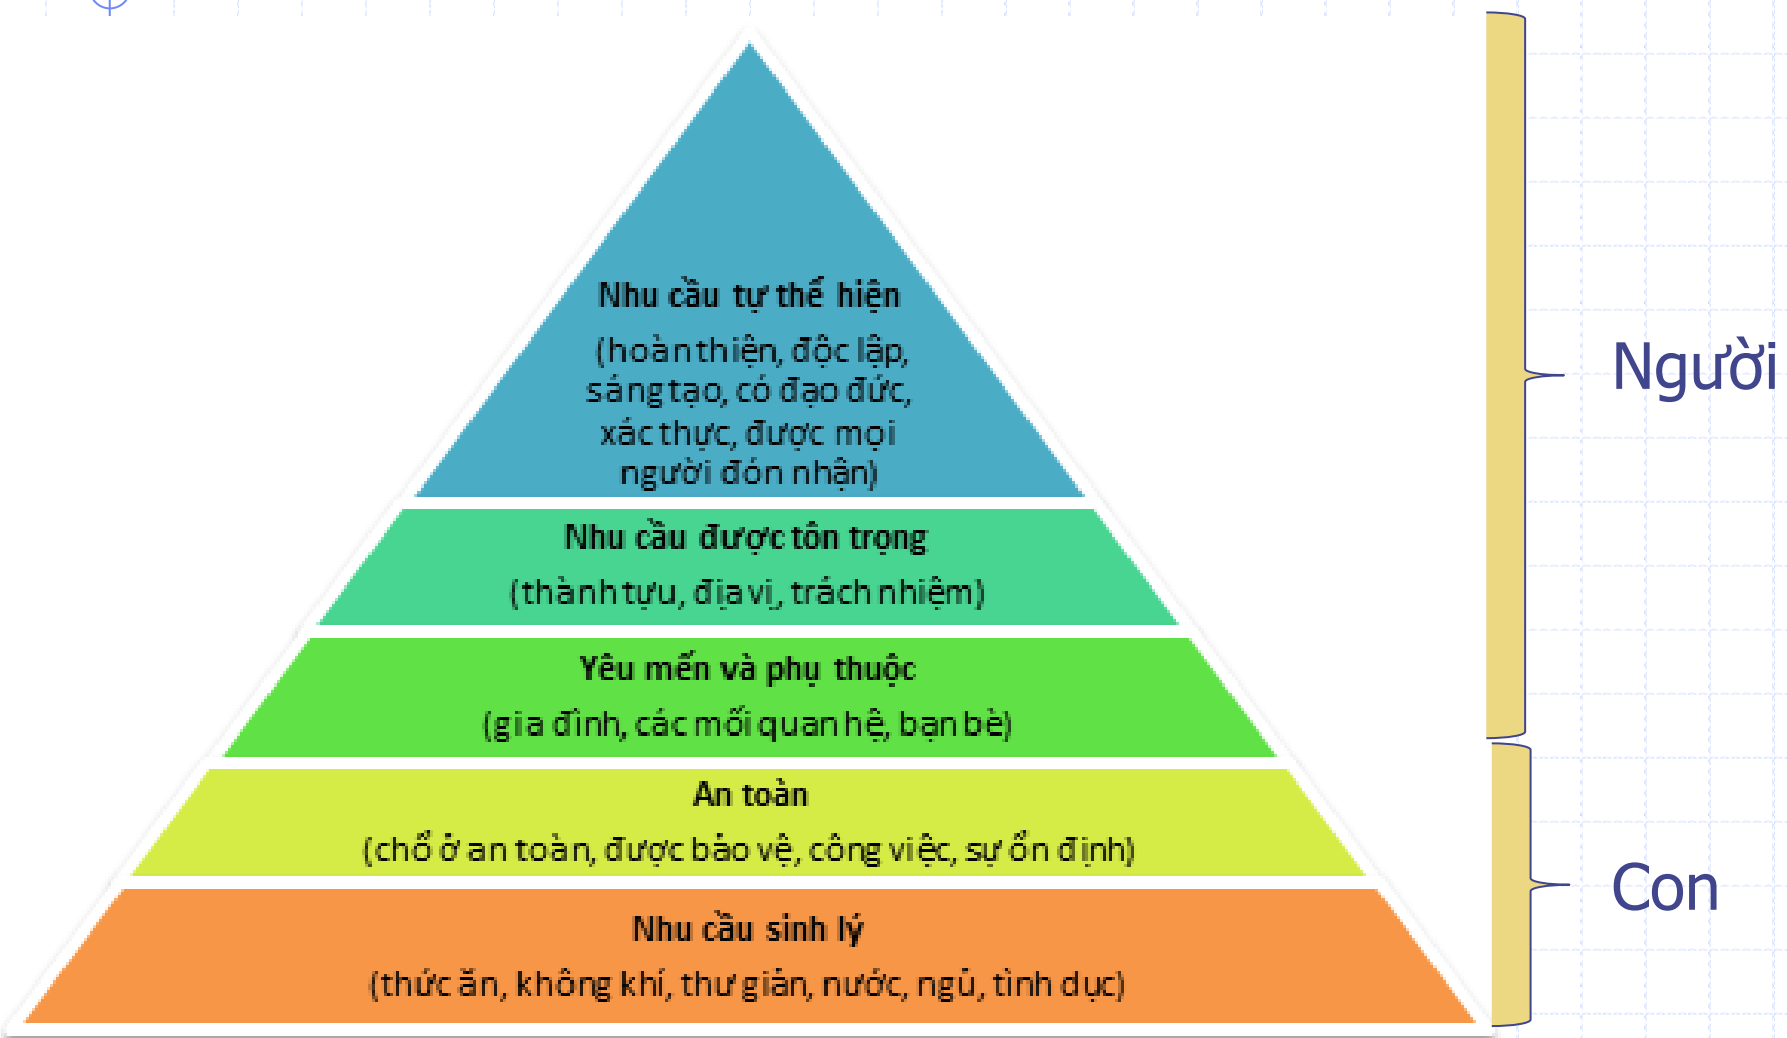 Nhu cầu tự thể hiện
(hoàn thiện, độc lập,
sáng tạo, có đạo đức,
xác thực, được mọi
người đón nhận)
Nhu cầu được tôn trọng
(thành tựu, địa vị, trách nhiệm)
Yêu mến và phụ thuộc
(gia đình, các mối quan hệ, bạn bè)
An toàn
(chổ ở an toàn, được bảo vệ, công việc, sự ổn định)
Nhu cầu sinh lý
(thức ăn, không khí, thư giản, nước, ngủ, tình dục)
Người
Con